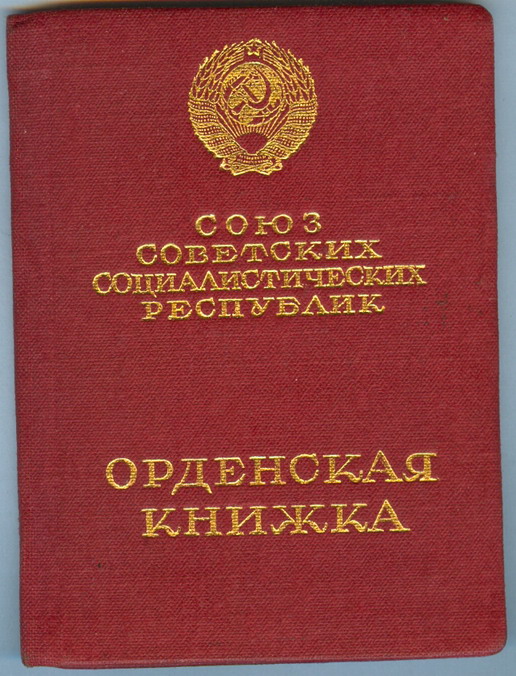 СОЮЗ
СОВЕТСКИХ
СОЦИАЛИСТИЧЕСКИХ
РЕСПУБЛИК
ОРДЕНСКАЯ
КНИЖКА